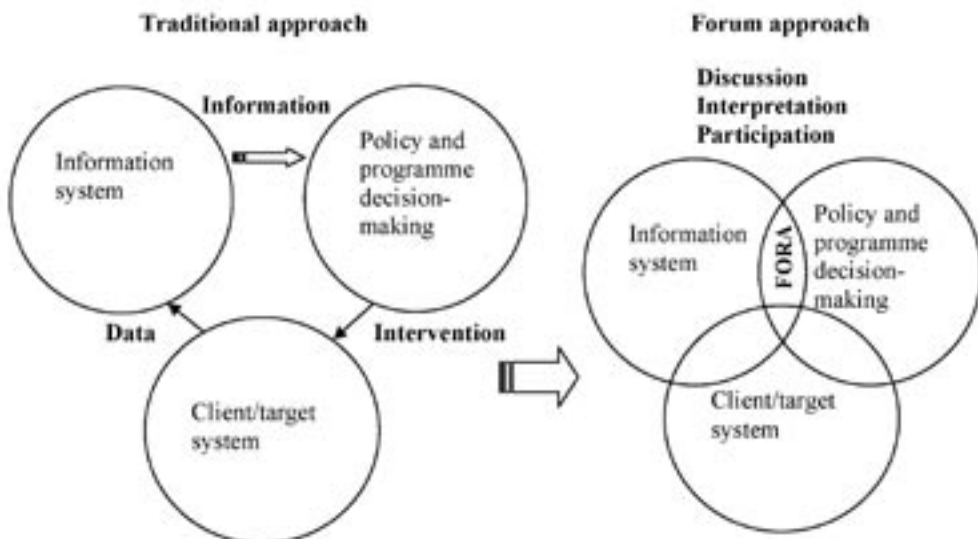 Traditional approach
Information
Information
system
Policy and
programme
decision-
making
Data
Intervention
Client/target
system
Forum approach
Discussion
Interpretation
Participation
Information
system
FORA
Policy and
programme
decision-
making
Client/target
system